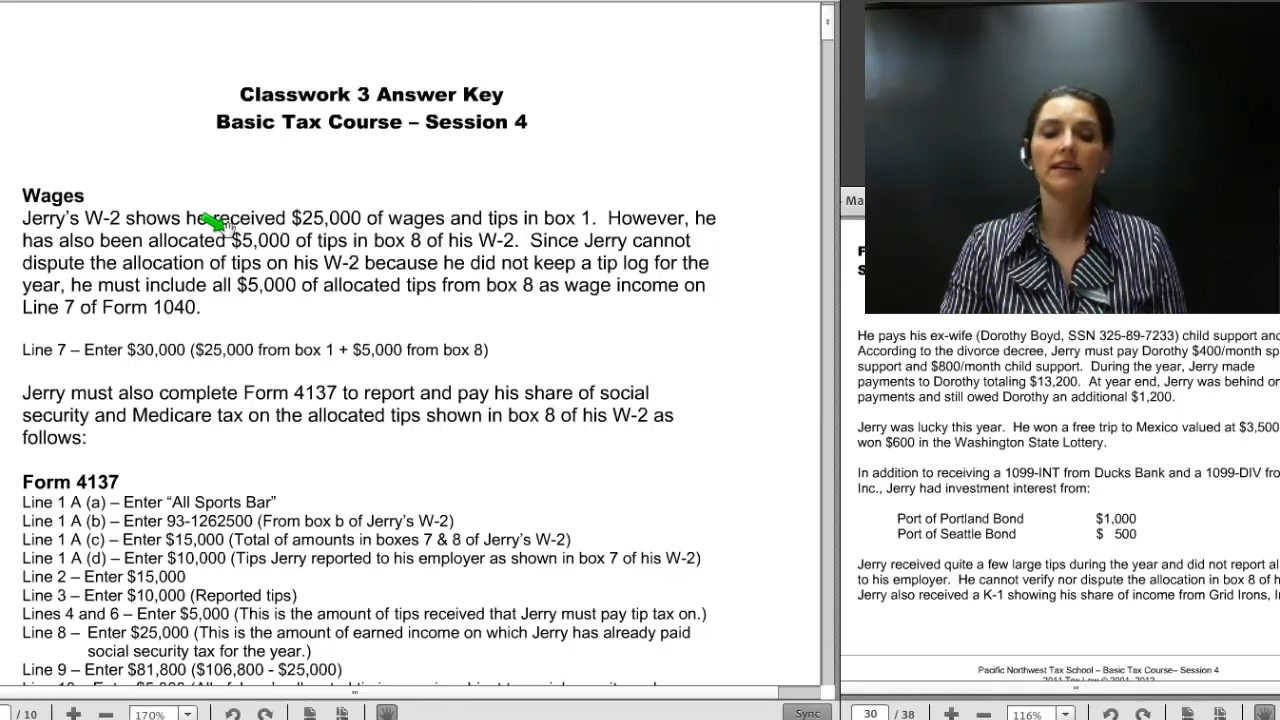 Classwork 3 Answer Key
Basic Tax Course – Session 4
Wages
Jerry's W-2 shows he received $25,000 of wages and tips in box 1.  However, he
has also been allocated $5,000 of tips in box 8 of his W-2.  Since Jerry cannot
dispute the allocation of tips on his W-2 because he did not keep a tip log for the
year, he must include all $5,000 of allocated tips from box 8 as wage income on
Line 7 of Form 1040.
Line 7 – Enter $30,000 ($25,000 from box 1 + $5,000 from box 8)
Jerry must also complete Form 4137 to report and pay his share of social
security and Medicare tax on the allocated tips shown in box 8 of his W-2 as
follows:
Form 4137
Line 1 A (a) – Enter “All Sports Bar”
Line 1 A (b) – Enter 93-1262500 (From box b of Jerry's W-2)
Line 1 A (c) – Enter $15,000 (Total of amounts in boxes 7 & 8 of Jerry's W-2)
Line 1 A (d) – Enter $10,000 (Tips Jerry reported to his employer as shown in box 7 of his W-2)
Line 2 – Enter $15,000
Line 3 – Enter $10,000 (Reported tips)
Lines 4 and 6 – Enter $5,000 (This is the amount of tips received that Jerry must pay tip tax on.)
Line 8 – Enter $25,000 (This is the amount of earned income on which Jerry has already paid
social security tax for the year.)
Line 9 – Enter $81,800 ($106,800 - $25,000)
/ 10
170%
Sync
Ma
He pays his ex-wife (Dorothy Boyd, SSN 325-89-7233) child support and
According to the divorce decree, Jerry must pay Dorothy $400/month sp
support and $800/month child support.  During the year, Jerry made
payments to Dorothy totaling $13,200.  At year end, Jerry was behind on
payments and still owed Dorothy an additional $1,200.
Jerry was lucky this year.  He won a free trip to Mexico valued at $3,500
won $600 in the Washington State Lottery.
In addition to receiving a 1099-INT from Ducks Bank and a 1099-DIV fro
Inc., Jerry had investment interest from:
Port of Portland Bond $1,000
Port of Seattle Bond $ 500
Jerry received quite a few large tips during the year and did not report al
to his employer.  He cannot verify nor dispute the allocation in box 8 of h
Jerry also received a K-1 showing his share of income from Grid Irons, I
Pacific Northwest Tax School – Basic Tax Course– Session 4
30 / 38
116%